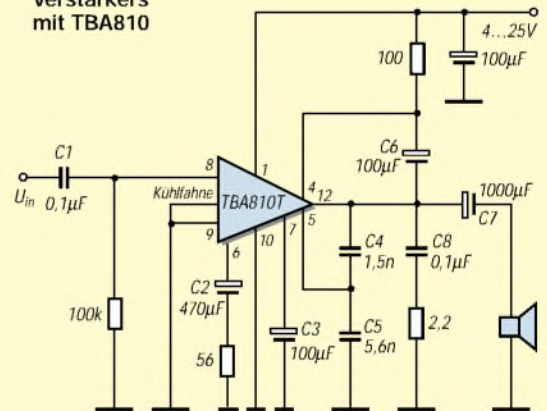 Verstärkers
mit TBA810
4...25V
100
100µF
C6
100µF
C1
0,1µF
Uin
8
1
Kühlfahne
TBA810T
4
12
5
9
10
7
6
1000µF
C7
C4
1,5n
C8
0,1µF
C2
470µF
100k
C3
100µF
C5
5,6n
2,2
56